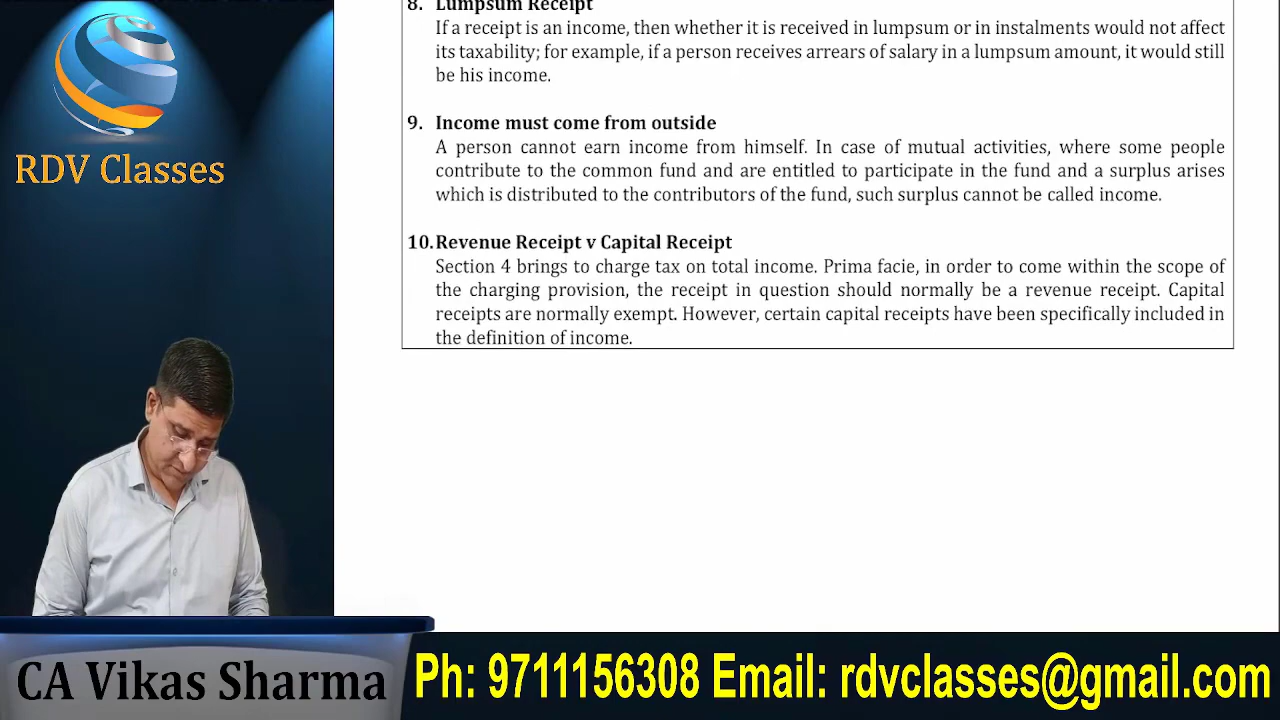 8. Lumpsum Receipt
If a receipt is an income, then whether it is received in lumpsum or in instalments would not affect
its taxability; for example, if a person receives arrears of salary in a lumpsum amount, it would still
be his income.
9. Income must come from outside
A person cannot earn income from himself. In case of mutual activities, where some people
contribute to the common fund and are entitled to participate in the fund and a surplus arises
which is distributed to the contributors of the fund, such surplus cannot be called income.
10. Revenue Receipt v Capital Receipt
Section 4 brings to charge tax on total income. Prima facie, in order to come within the scope of
the charging provision, the receipt in question should normally be a revenue receipt. Capital
receipts are normally exempt. However, certain capital receipts have been specifically included in
the definition of income.
RDV Classes
CA Vikas Sharma
Ph: 9711156308 Email: rdvclasses@gmail.com